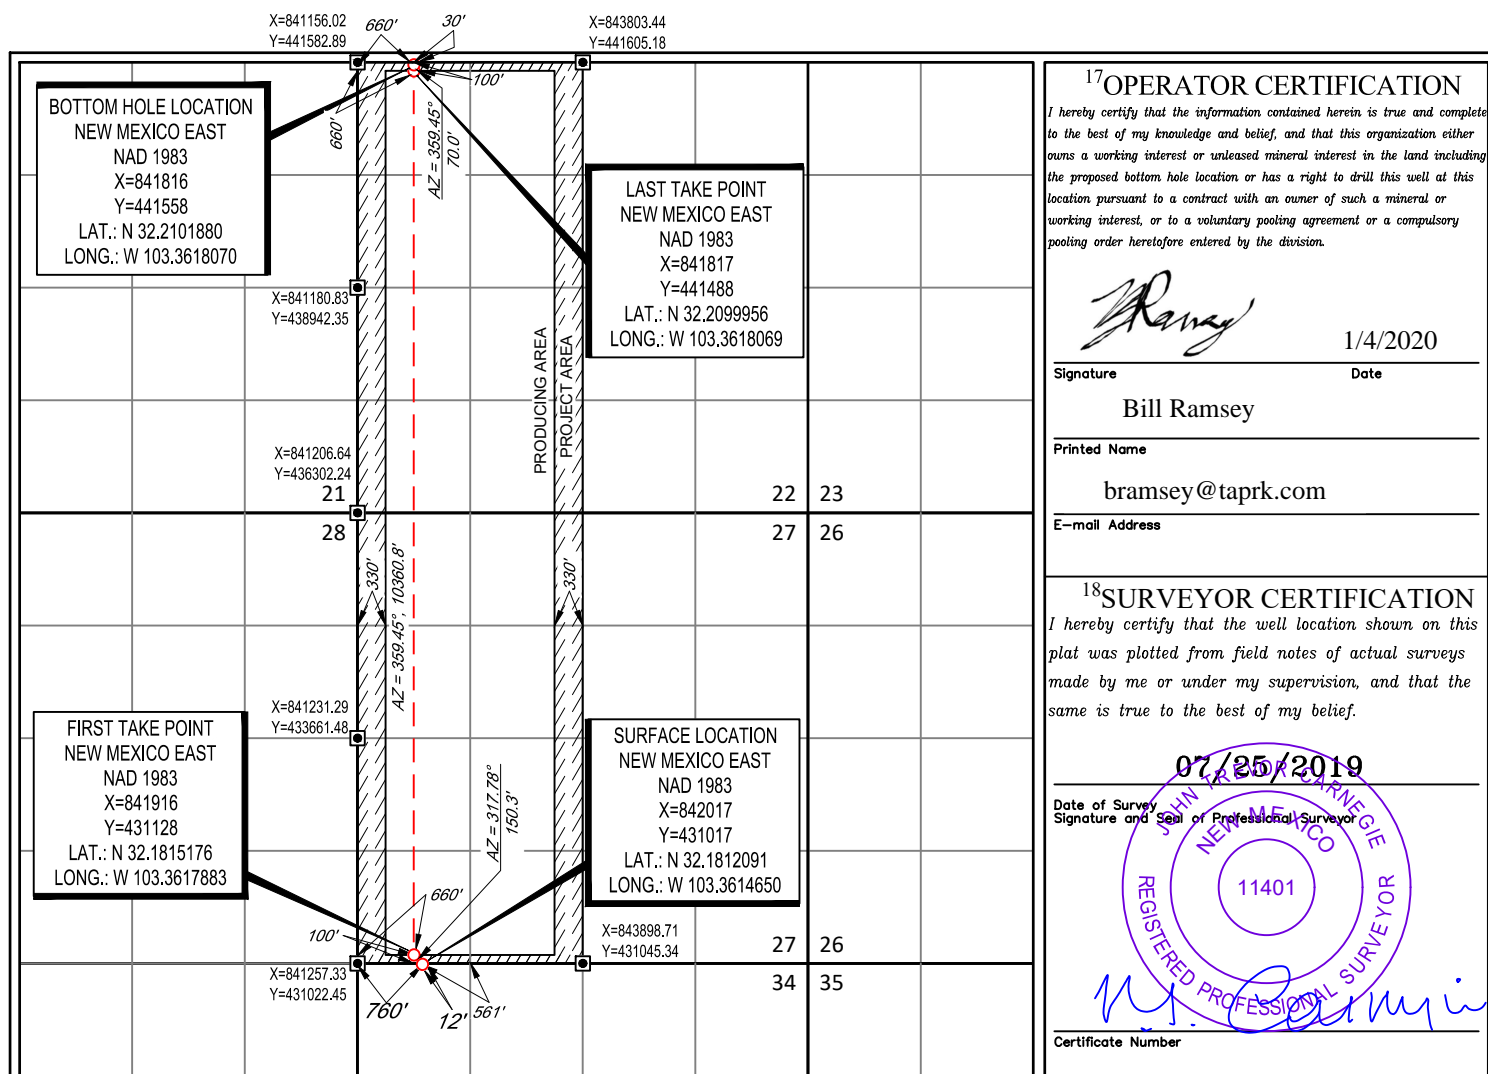 X=841156.02
Y=441582.89
660'
30'
X=843803.44
Y=441605.18
100'
660'
AZ = 359.45°
70.0'
BOTTOM HOLE LOCATION
NEW MEXICO EAST
NAD 1983
X=841816
Y=441558
LAT.: N 32.2101880
LONG.: W 103.3618070
LAST TAKE POINT
NEW MEXICO EAST
NAD 1983
X=841817
Y=441488
LAT.: N 32.2099956
LONG.: W 103.3618069
X=841180.83
Y=438942.35
PRODUCING AREA
PROJECT AREA
X=841206.64
Y=436302.24
21
22
23
28
27
26
330'
330'
AZ = 359.45°, 10360.8'
X=841231.29
Y=433661.48
FIRST TAKE POINT
NEW MEXICO EAST
NAD 1983
X=841916
Y=431128
LAT.: N 32.1815176
LONG.: W 103.3617883
AZ = 317.78°
150.3'
SURFACE LOCATION
NEW MEXICO EAST
NAD 1983
X=842017
Y=431017
LAT.: N 32.1812091
LONG.: W 103.3614650
660'
100'
X=843898.71
Y=431045.34
27
26
X=841257.33
Y=431022.45
34
35
760'
12'
561'
17 OPERATOR CERTIFICATION
I hereby certify that the information contained herein is true and complete
to the best of my knowledge and belief, and that this organization either
owns a working interest or unleased mineral interest in the land including
the proposed bottom hole location or has a right to drill this well at this
location pursuant to a contract with an owner of such a mineral or
working interest, or to a voluntary pooling agreement or a compulsory
pooling order heretofore entered by the division.
1/4/2020
Signature
Date
Bill Ramsey
Printed Name
bramsey@taprk.com
E-mail Address
18 SURVEYOR CERTIFICATION
I hereby certify that the well location shown on this
plat was plotted from field notes of actual surveys
made by me or under my supervision, and that the
same is true to the best of my belief.
07/25/2019
Date of Survey
Signature and Seal of Professional Surveyor
JOHN TREVOR CARNEGIE
NEW MEXICO
11401
REGISTERED PROFESSIONAL SURVEYOR
Certificate Number